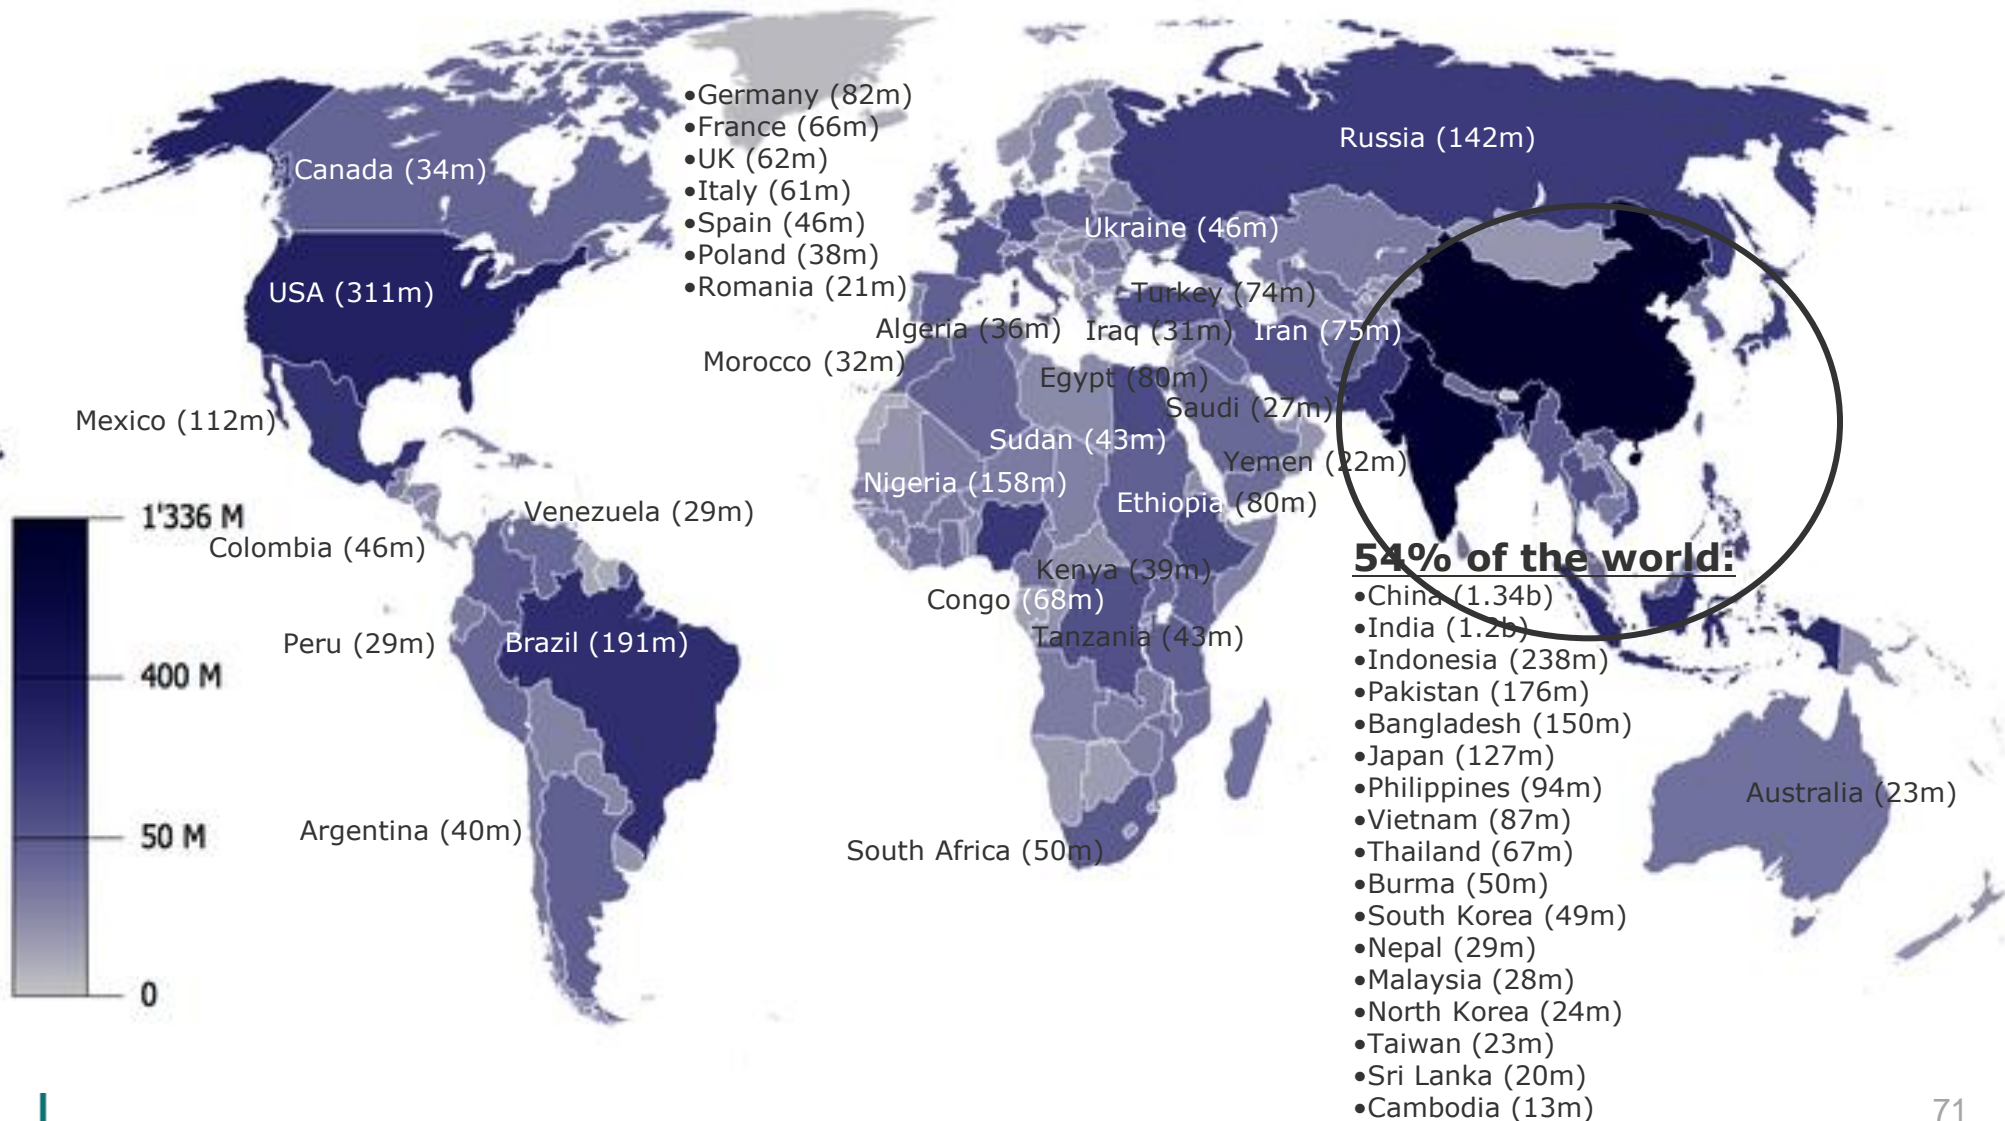 •Germany (82m)
•France (66m)
•UK (62m)
•Italy (61m)
•Spain (46m)
•Poland (38m)
•Romania (21m)
Russia (142m)
Canada (34m)
Ukraine (46m)
USA (311m)
Turkey (74m)
Algeria (36m)
Iraq (31m)
Iran (75m)
Morocco (32m)
Egypt (80m)
Saudi (27m)
Mexico (112m)
Sudan (43m)
Yemen (22m)
Nigeria (158m)
Ethiopia (80m)
Venezuela (29m)
Colombia (46m)
Kenya (39m)
Congo (68m)
Tanzania (43m)
Peru (29m)
Brazil (191m)
Argentina (40m)
South Africa (50m)
Australia (23m)
1'336 M
400 M
50 M
0
54% of the world:
•China (1.34b)
•India (1.2b)
•Indonesia (238m)
•Pakistan (176m)
•Bangladesh (150m)
•Japan (127m)
•Philippines (94m)
•Vietnam (87m)
•Thailand (67m)
•Burma (50m)
•South Korea (49m)
•Nepal (29m)
•Malaysia (28m)
•North Korea (24m)
•Taiwan (23m)
•Sri Lanka (20m)
•Cambodia (13m)
71